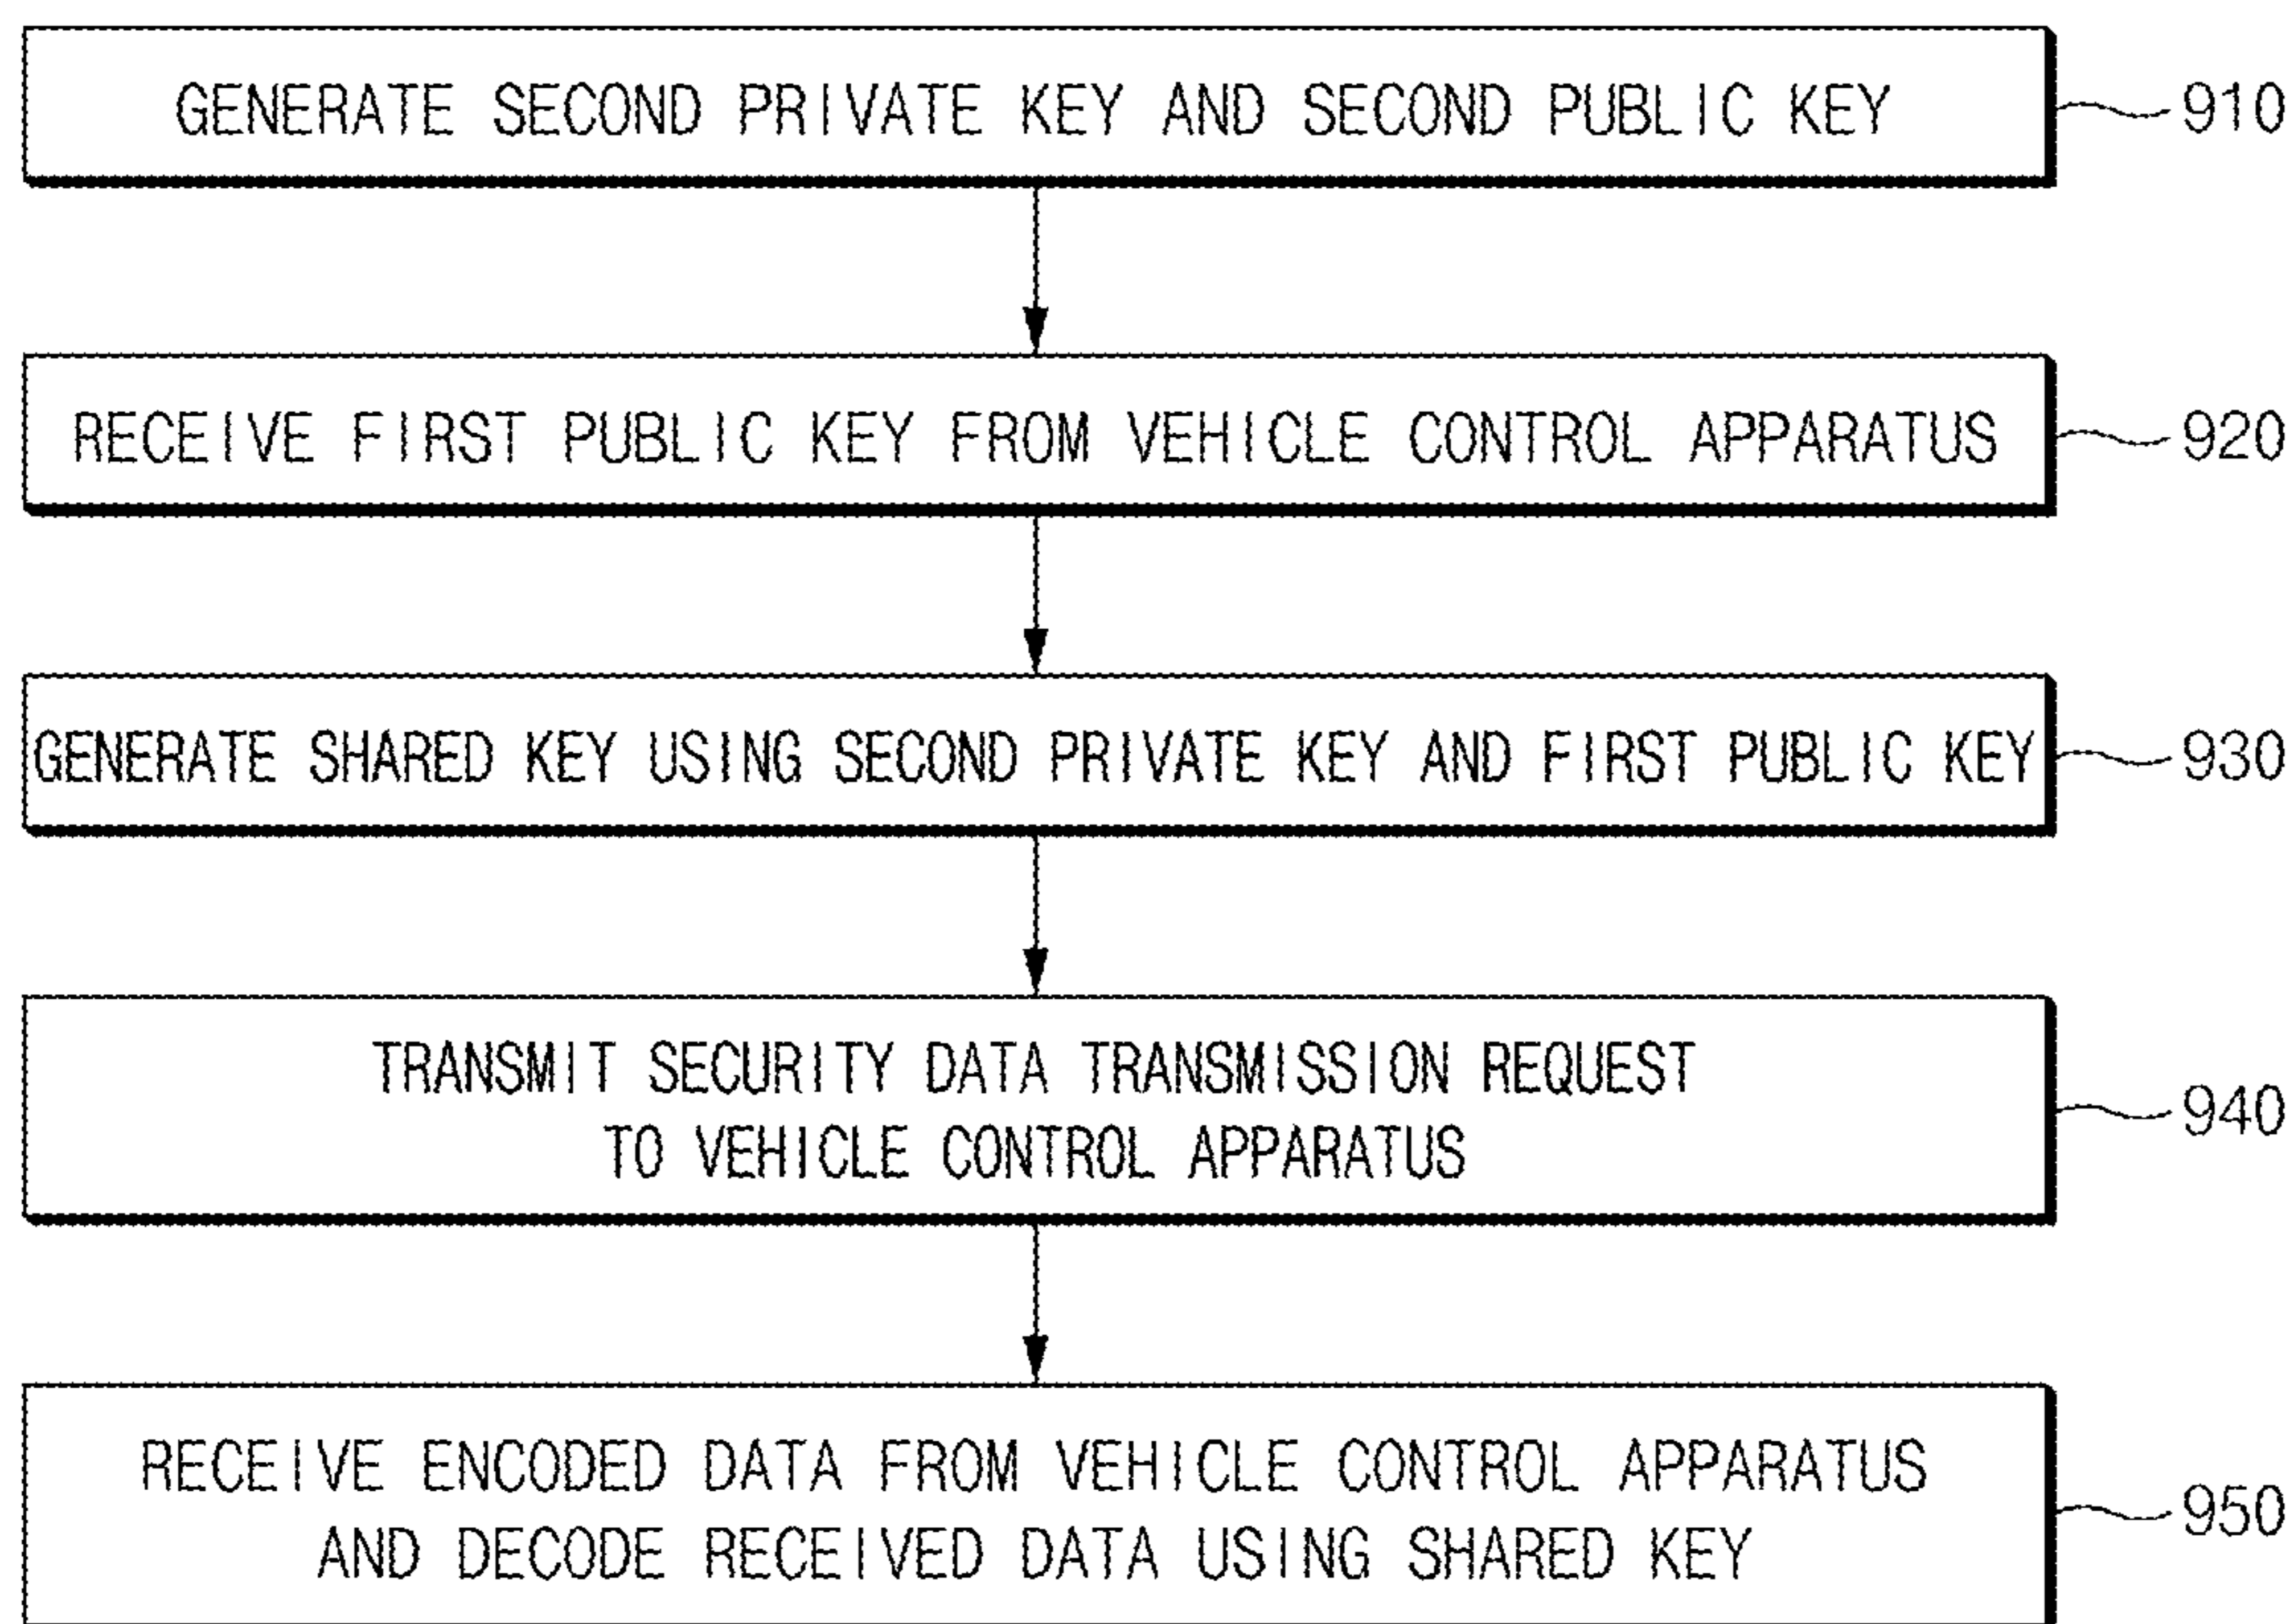 GENERATE SECOND PRIVATE KEY AND SECOND PUBLIC KEY
910
RECEIVE FIRST PUBLIC KEY FROM VEHICLE CONTROL APPARATUS
920
GENERATE SHARED KEY USING SECOND PRIVATE KEY AND FIRST PUBLIC KEY
930
TRANSMIT SECURITY DATA TRANSMISSION REQUEST
TO VEHICLE CONTROL APPARATUS
940
RECEIVE ENCODED DATA FROM VEHICLE CONTROL APPARATUS
AND DECODE RECEIVED DATA USING SHARED KEY
950